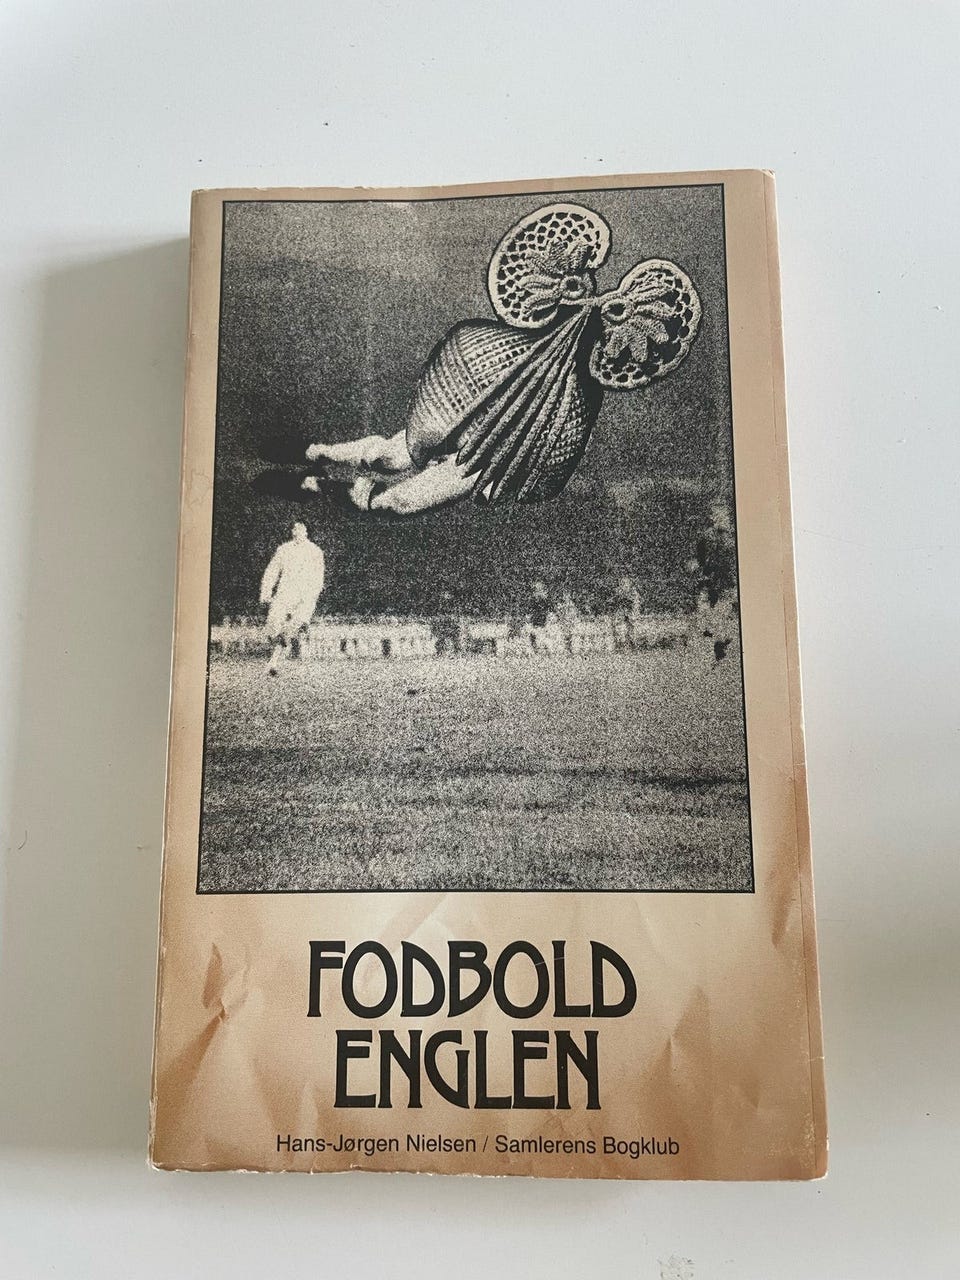 FODBOLD
ENGLEN
Hans-Jørgen Nielsen / Samlerens Bogklub